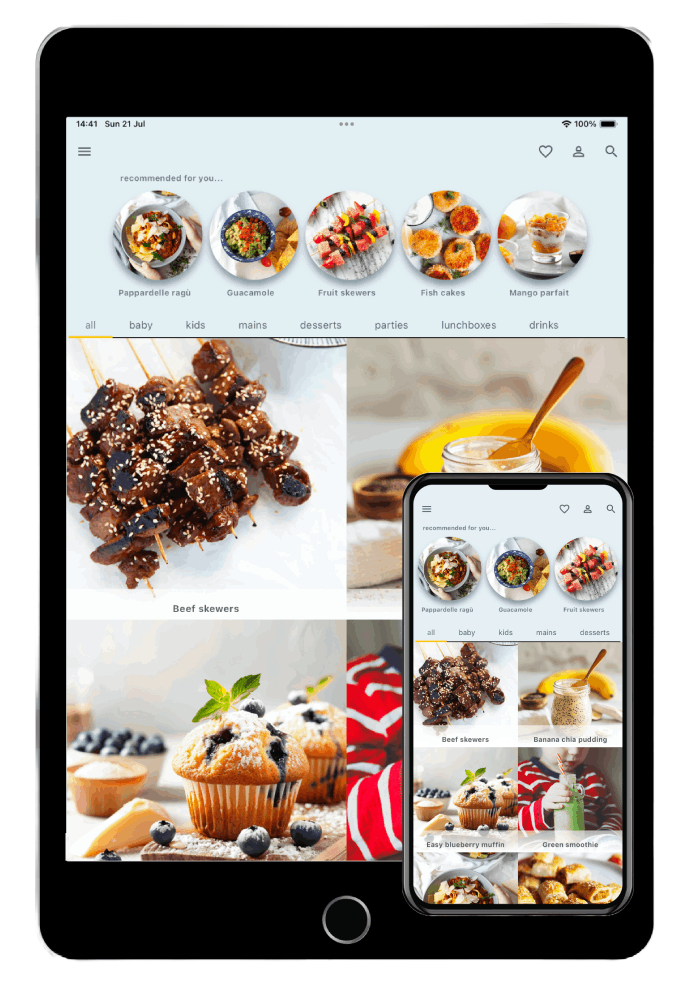 14:41 Sun 21 Jul
100%
recommended for you...
Pappardelle ragù Guacamole Fruit skewers Fish cakes Mango parfait
all baby kids mains desserts parties lunchboxes drinks
Beef skewers
recommended for you...
Pappardelle ragù Guacamole Fruit skewers
all baby kids mains desserts
Beef skewers Banana chia pudding
Easy blueberry muffin Green smoothie